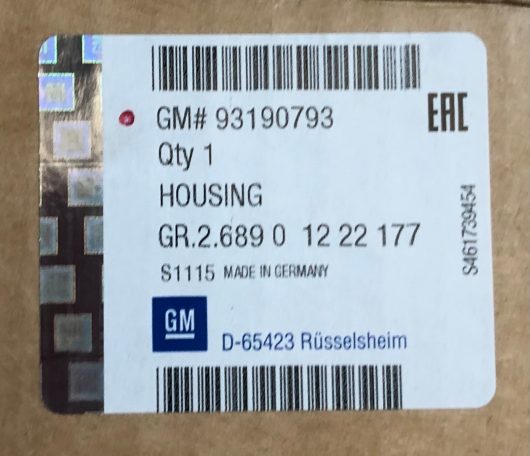 GM# 93190793
EAC
Qty 1
HOUSING
GR.2.689 0 12 22 177
S1115 MADE IN GERMANY
S461739454
GM
D-65423 Rüsselsheim